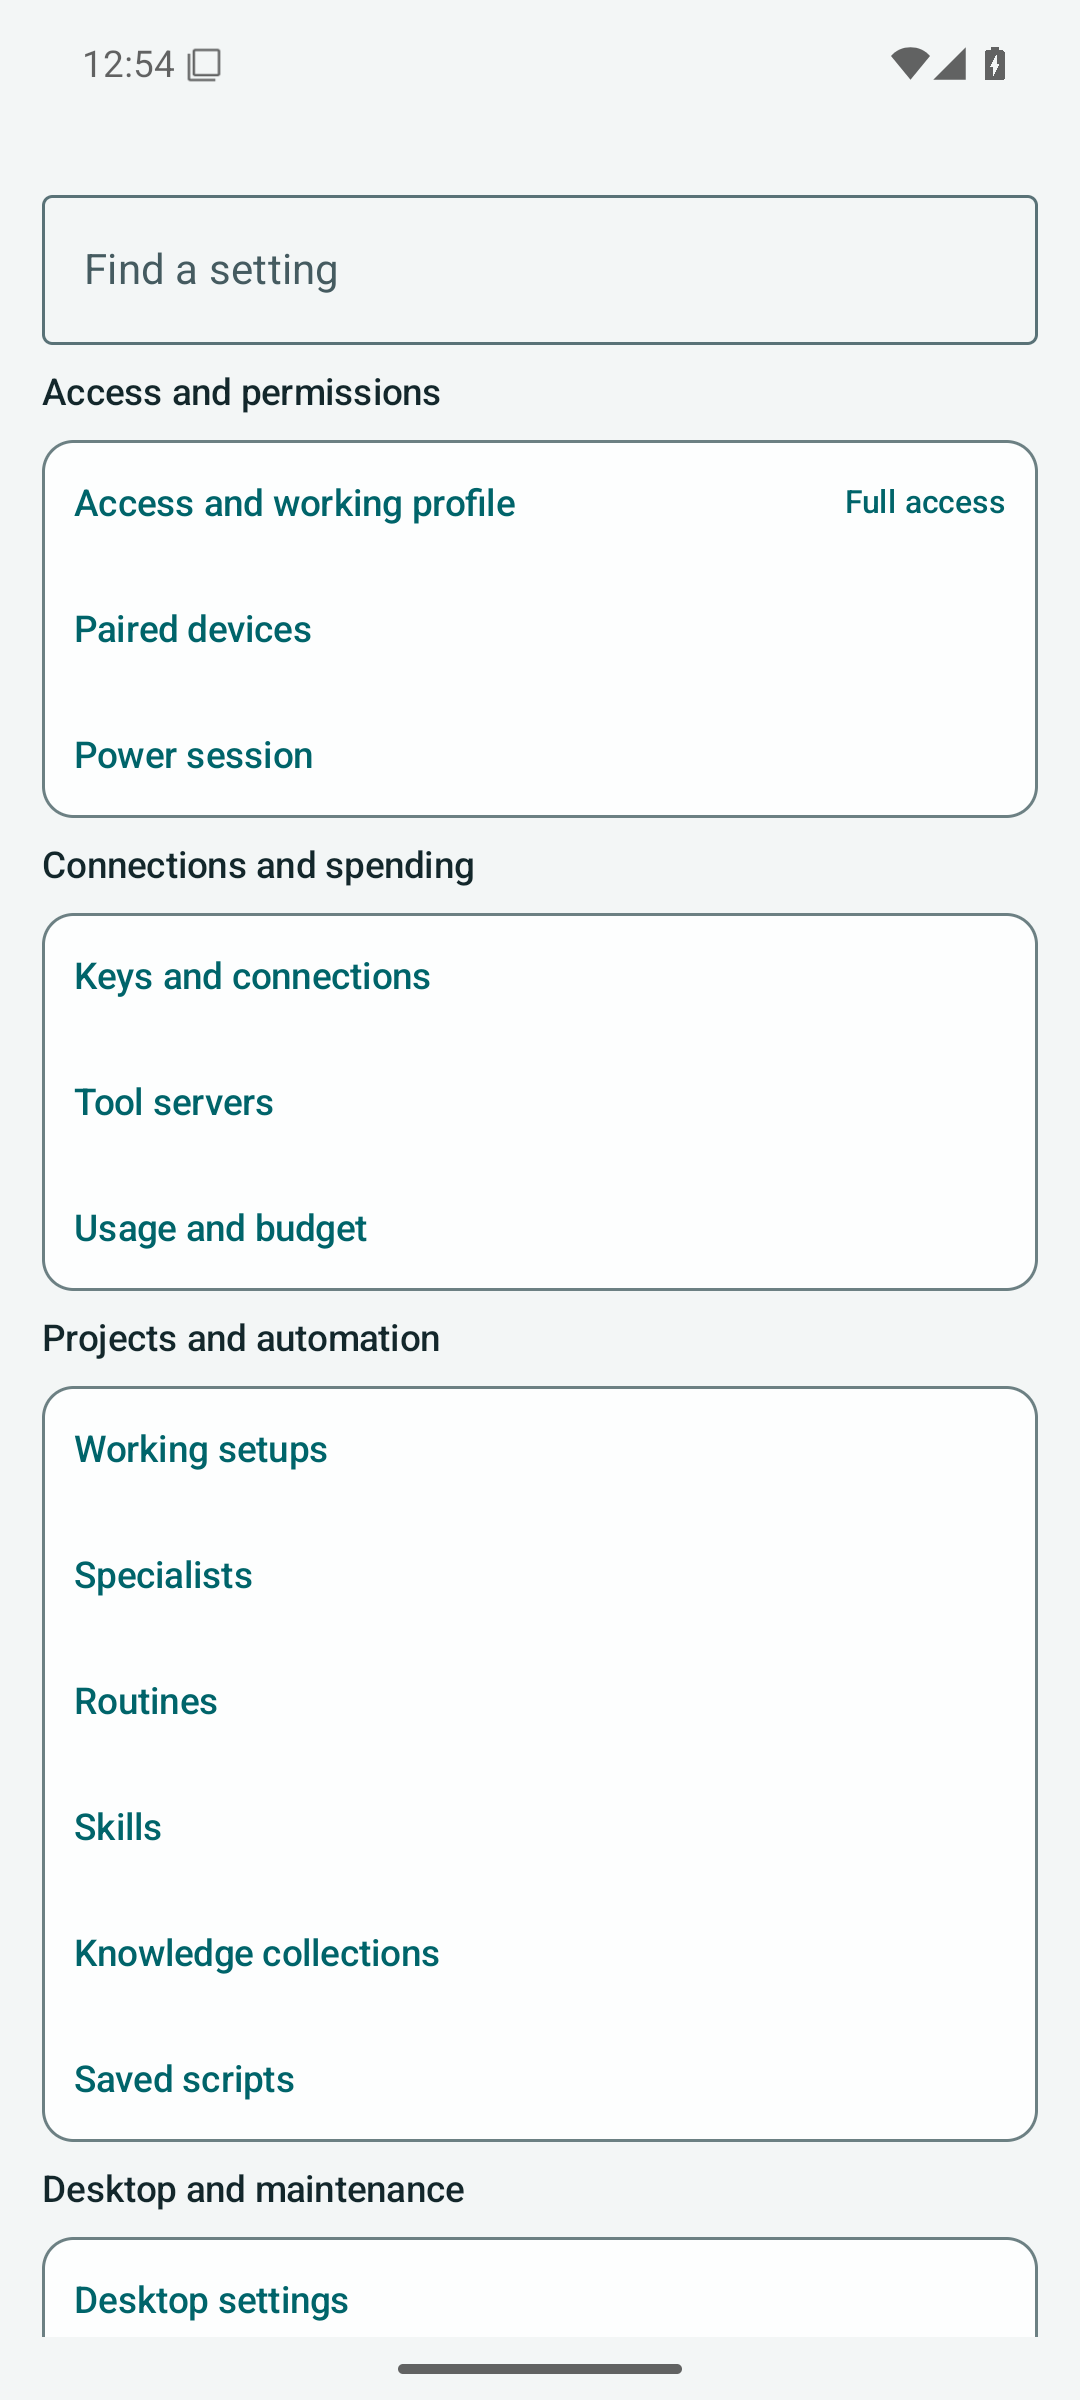 12:54
Find a setting
Access and permissions
Access and working profile Full access
Paired devices
Power session
Connections and spending
Keys and connections
Tool servers
Usage and budget
Projects and automation
Working setups
Specialists
Routines
Skills
Knowledge collections
Saved scripts
Desktop and maintenance
Desktop settings